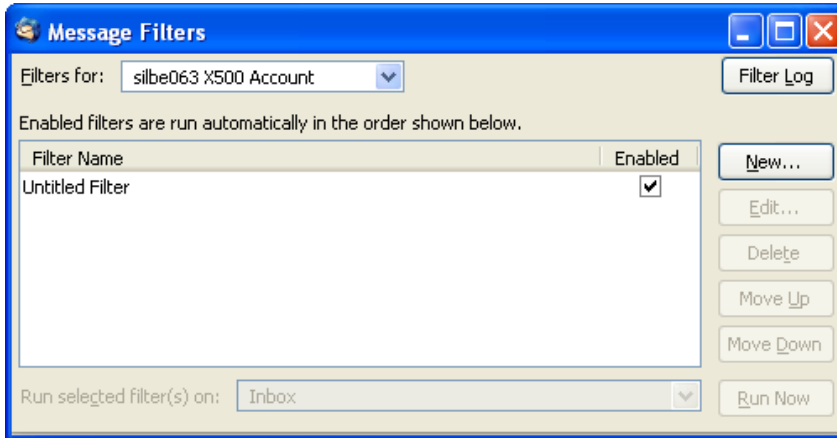 Message Filters
Filters for: silbe063 X500 Account Filter Log
Enabled filters are run automatically in the order shown below.
Filter Name Enabled New...
Untitled Filter
Edit...
Delete
Move Up
Move Down
Run selected filter(s) on: Inbox Run Now